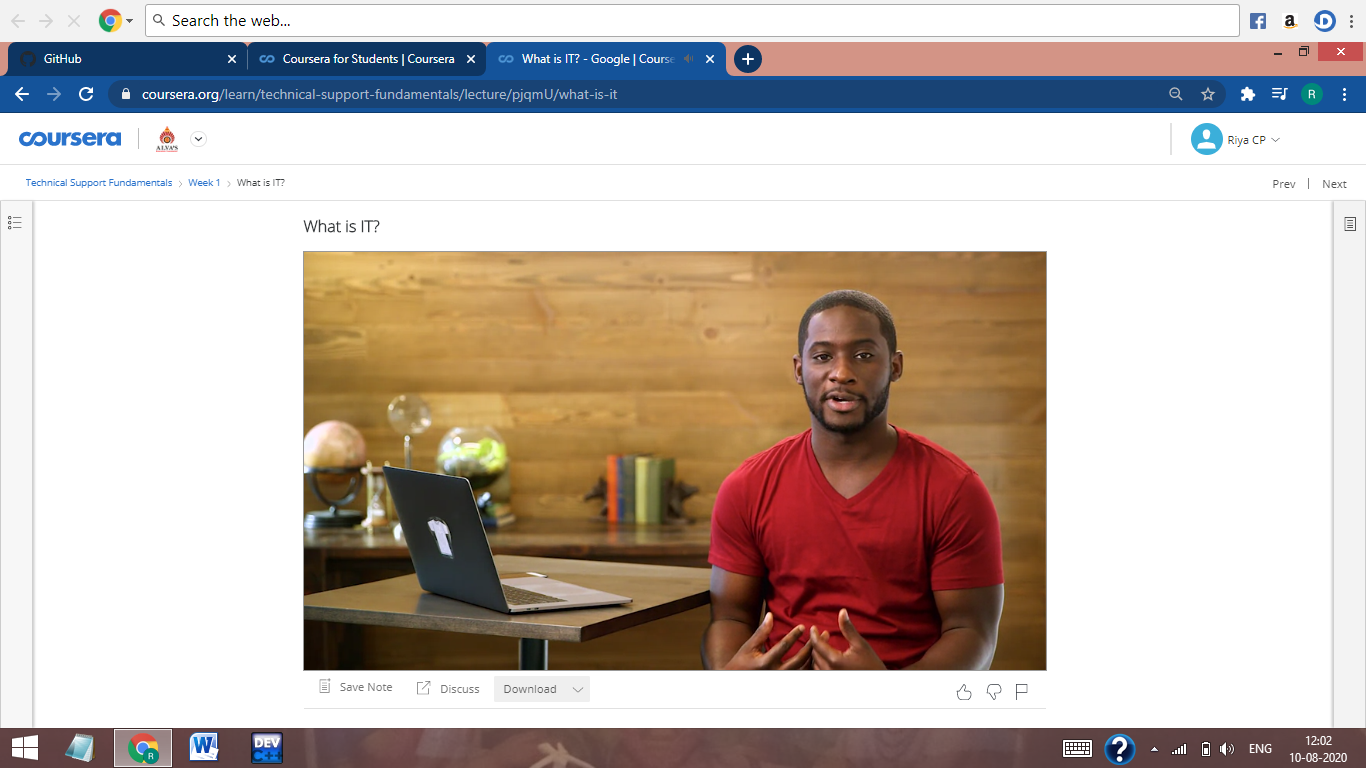 Search the web...
GitHub
Coursera for Students | Coursera
What is IT? - Google | Course
coursera.org/learn/technical-support-fundamentals/lecture/pjqmU/what-is-it
R
coursera
ALVA'S
Riya CP
Technical Support Fundamentals > Week 1 > What is IT?
Prev | Next
What is IT?
Save Note
Discuss
Download
R
W
DEV
C++
?
ENG
12:02
10-08-2020